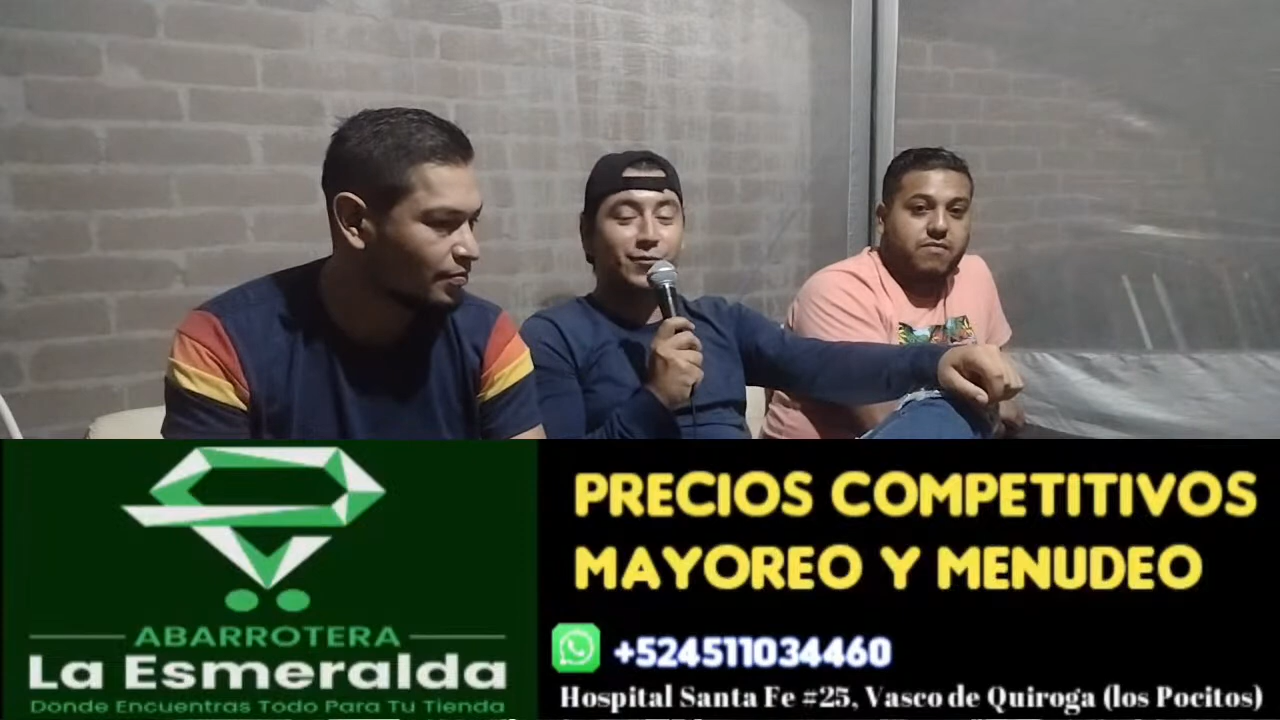 PRECIOS COMPETITIVOS
MAYOREO Y MENUDEO
ABARROTERA
La Esmeralda
Donde Encuentras Todo Para Tu Tienda
+524511034460
Hospital Santa Fe #25, Vasco de Quiroga (los Pocitos)